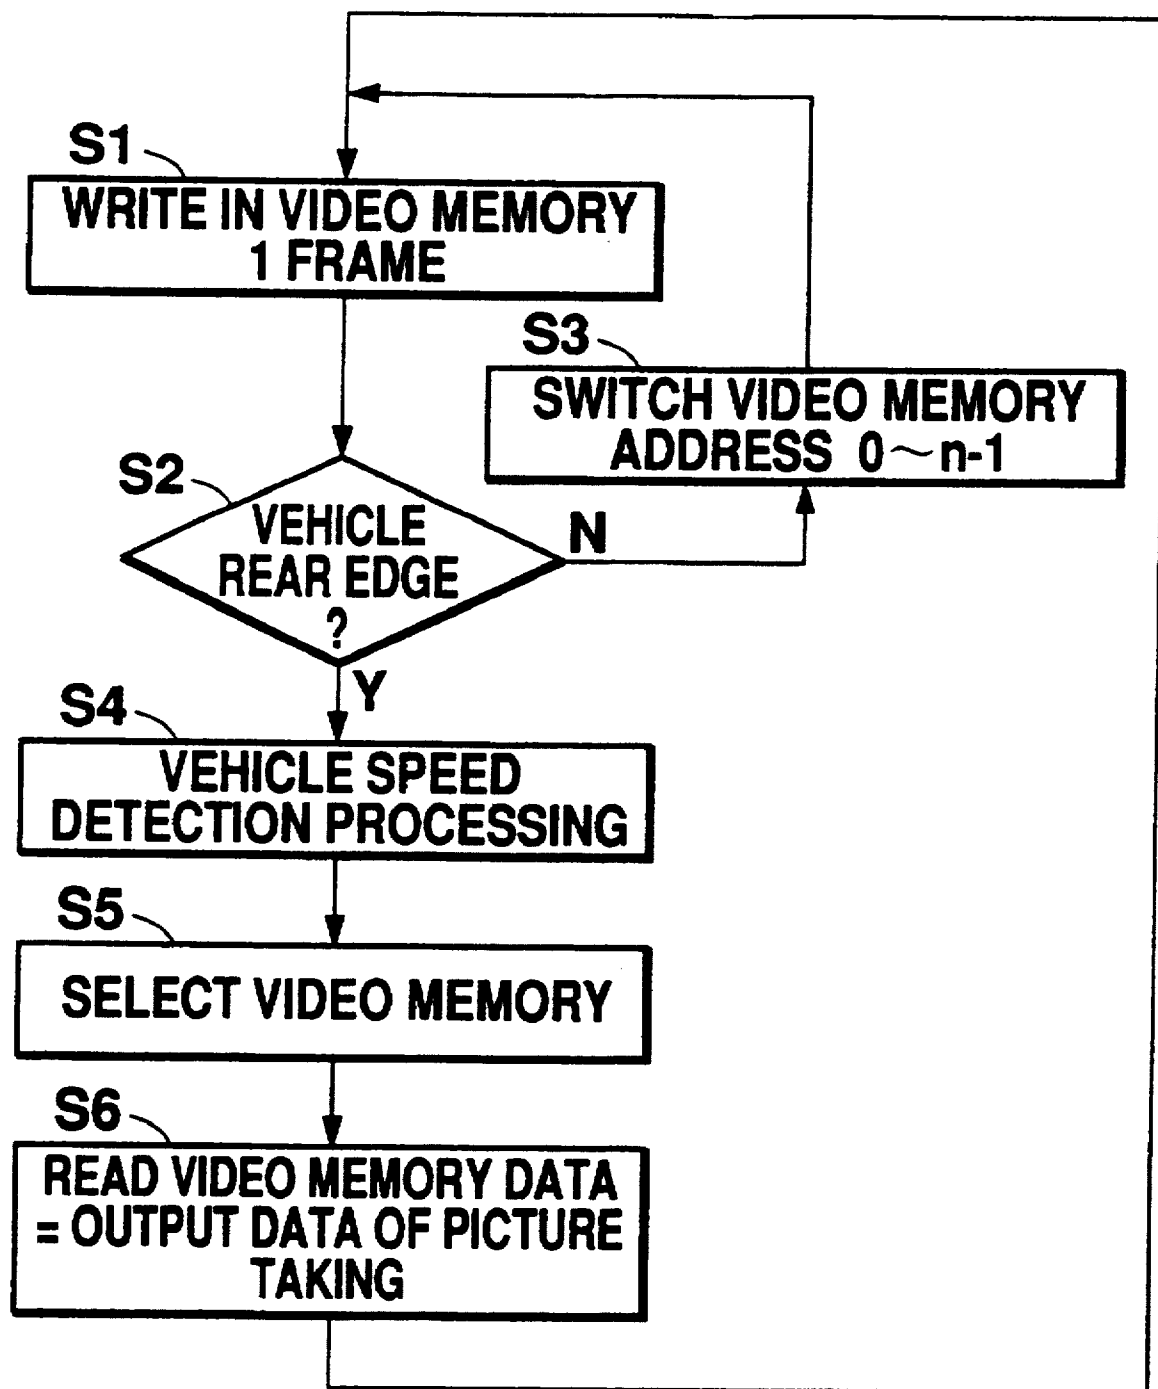 S1
WRITE IN VIDEO MEMORY
1 FRAME
S3
SWITCH VIDEO MEMORY
ADDRESS 0~n-1
S2
VEHICLE
REAR EDGE
?
N
Y
S4
VEHICLE SPEED
DETECTION PROCESSING
S5
SELECT VIDEO MEMORY
S6
READ VIDEO MEMORY DATA
= OUTPUT DATA OF PICTURE
TAKING